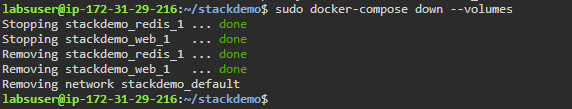 labsuser@ip-172-31-29-216:~/stackdemo$ sudo docker-compose down --volumes
Stopping stackdemo_redis_1 ... done
Stopping stackdemo_web_1   ... done
Removing stackdemo_redis_1 ... done
Removing stackdemo_web_1   ... done
Removing network stackdemo_default
labsuser@ip-172-31-29-216:~/stackdemo$